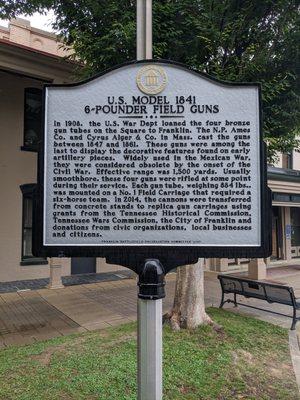 U.S. MODEL 1841
6-POUNDER FIELD GUNS
In 1908, the U.S. War Dept loaned the four bronze
gun tubes on the Square to Franklin. The N.P. Ames
Co. and Cyrus Alger & Co. in Mass. cast the guns
between 1847 and 1861. These guns were among the
last to display the decorative features found on early
artillery pieces. Widely used in the Mexican War,
they were considered obsolete by the onset of the
Civil War. Effective range was 1,500 yards. Usually
smoothbore, these four guns were rifled at some point
during their service. Each gun tube, weighing 884 lbs.,
was mounted on a No. 1 Field Carriage that required a
six-horse team. In 2014, the cannons were transferred
from concrete stands to replica gun carriages using
grants from the Tennessee Historical Commission,
Tennessee Wars Commission, the City of Franklin and
donations from civic organizations, local businesses
and citizens.
FRANKLIN BATTLEFIELD PRESERVATION COMMITTEE